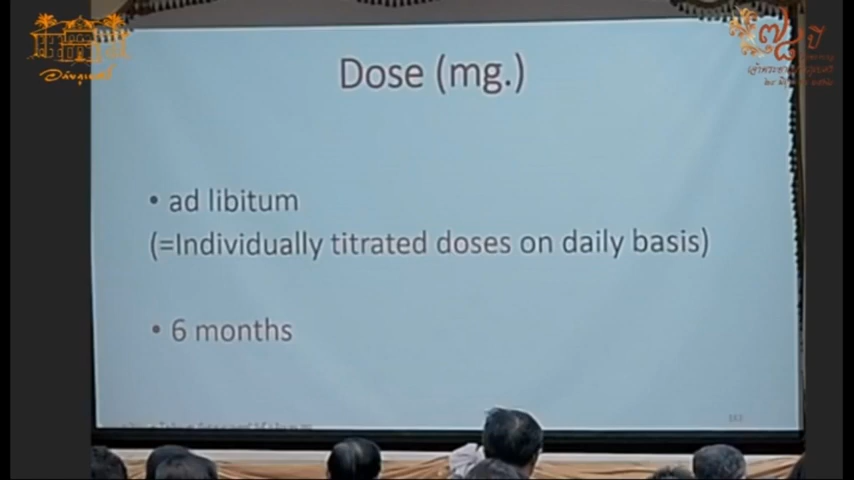 Dose (mg.)
• ad libitum
(=Individually titrated doses on daily basis)
• 6 months